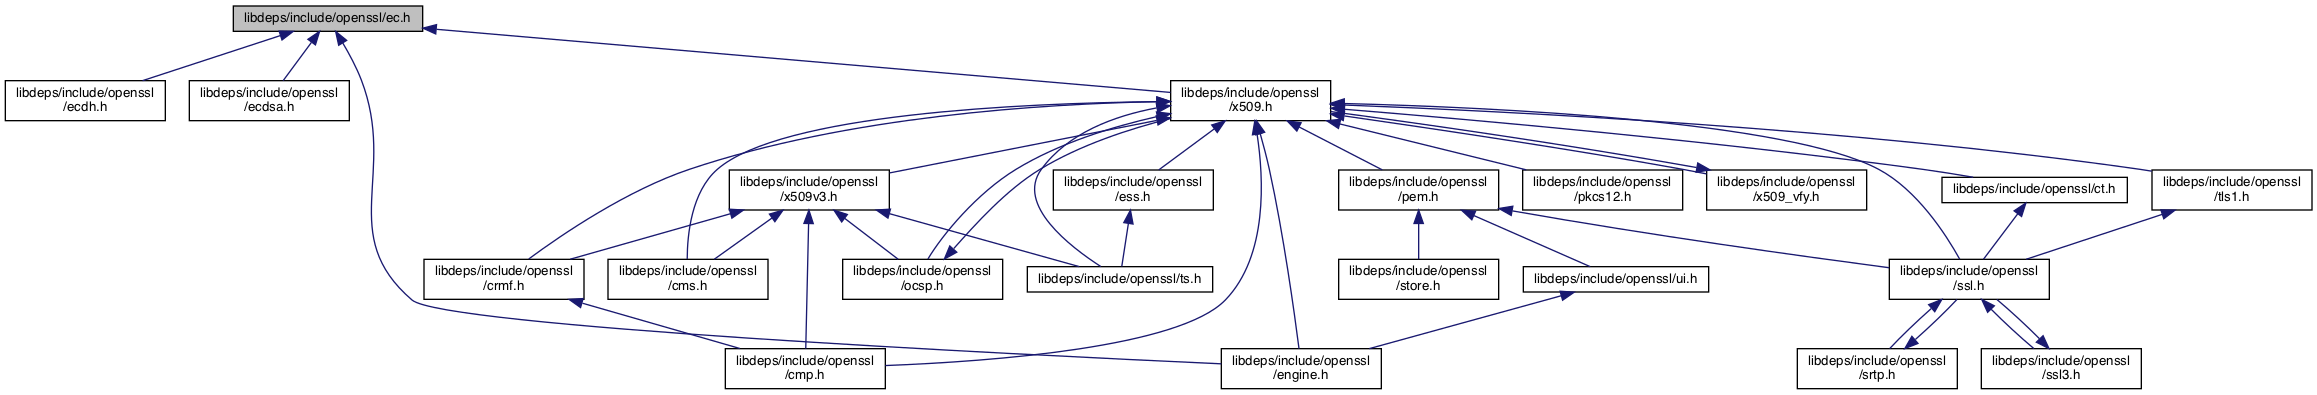 libdeps/include/openssl/ec.h
libdeps/include/openssl
/ecdh.h
libdeps/include/openssl
/ecdsa.h
libdeps/include/openssl
/x509.h
libdeps/include/openssl
/x509v3.h
libdeps/include/openssl
/ess.h
libdeps/include/openssl
/pem.h
libdeps/include/openssl
/pkcs12.h
libdeps/include/openssl
/x509_vfy.h
libdeps/include/openssl/ct.h
libdeps/include/openssl
/tls1.h
libdeps/include/openssl
/crmf.h
libdeps/include/openssl
/cms.h
libdeps/include/openssl
/ocsp.h
libdeps/include/openssl/ts.h
libdeps/include/openssl
/store.h
libdeps/include/openssl/ui.h
libdeps/include/openssl
/ssl.h
libdeps/include/openssl
/cmp.h
libdeps/include/openssl
/engine.h
libdeps/include/openssl
/srtp.h
libdeps/include/openssl
/ssl3.h